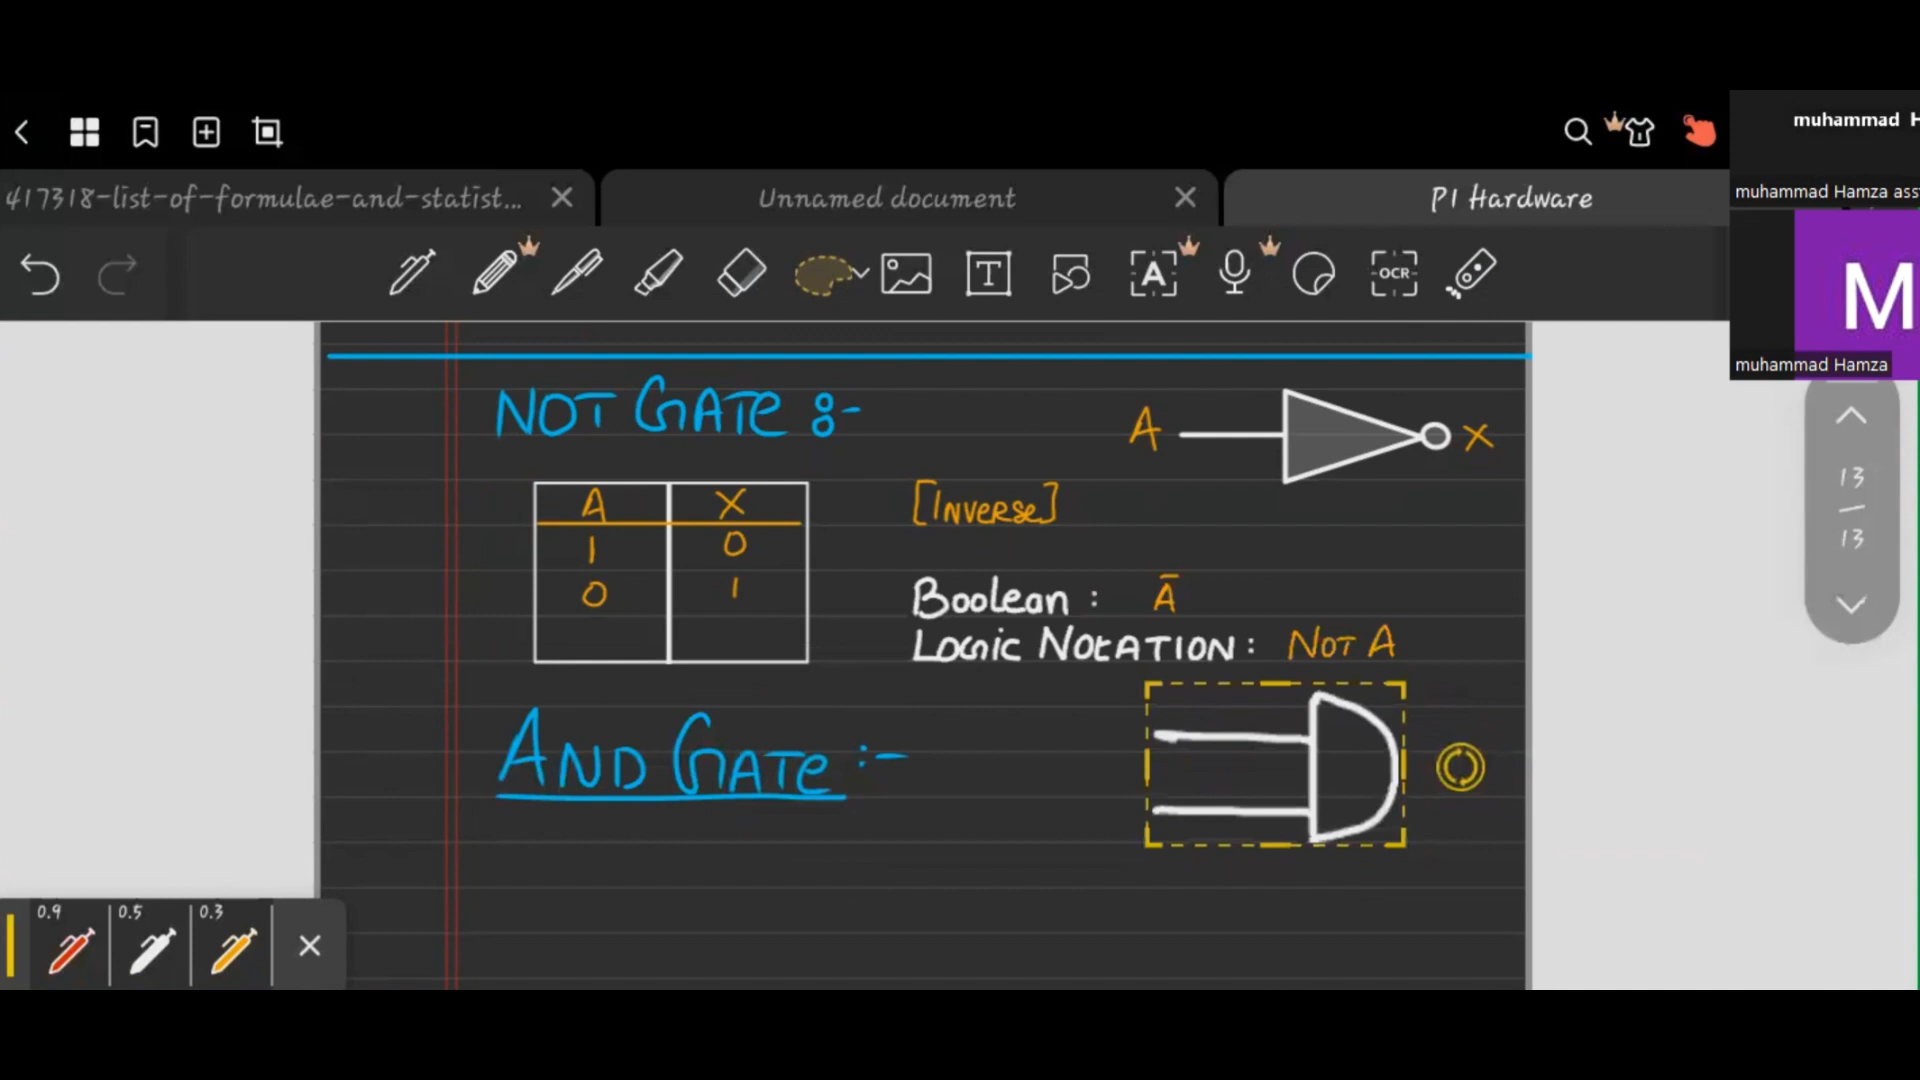 muhammad H
417318-list-of-formulae-and-statist...
Unnamed document
P1 Hardware
muhammad Hamza ass
T
A
OCR
M
muhammad Hamza
NOT GATE :-
A X
A X
1 0
0 1
[INVERSE]
Boolean : Ā
LOGIC NOTATION : NOT A
AND GATE :-
13
13
0.9 0.5 0.3